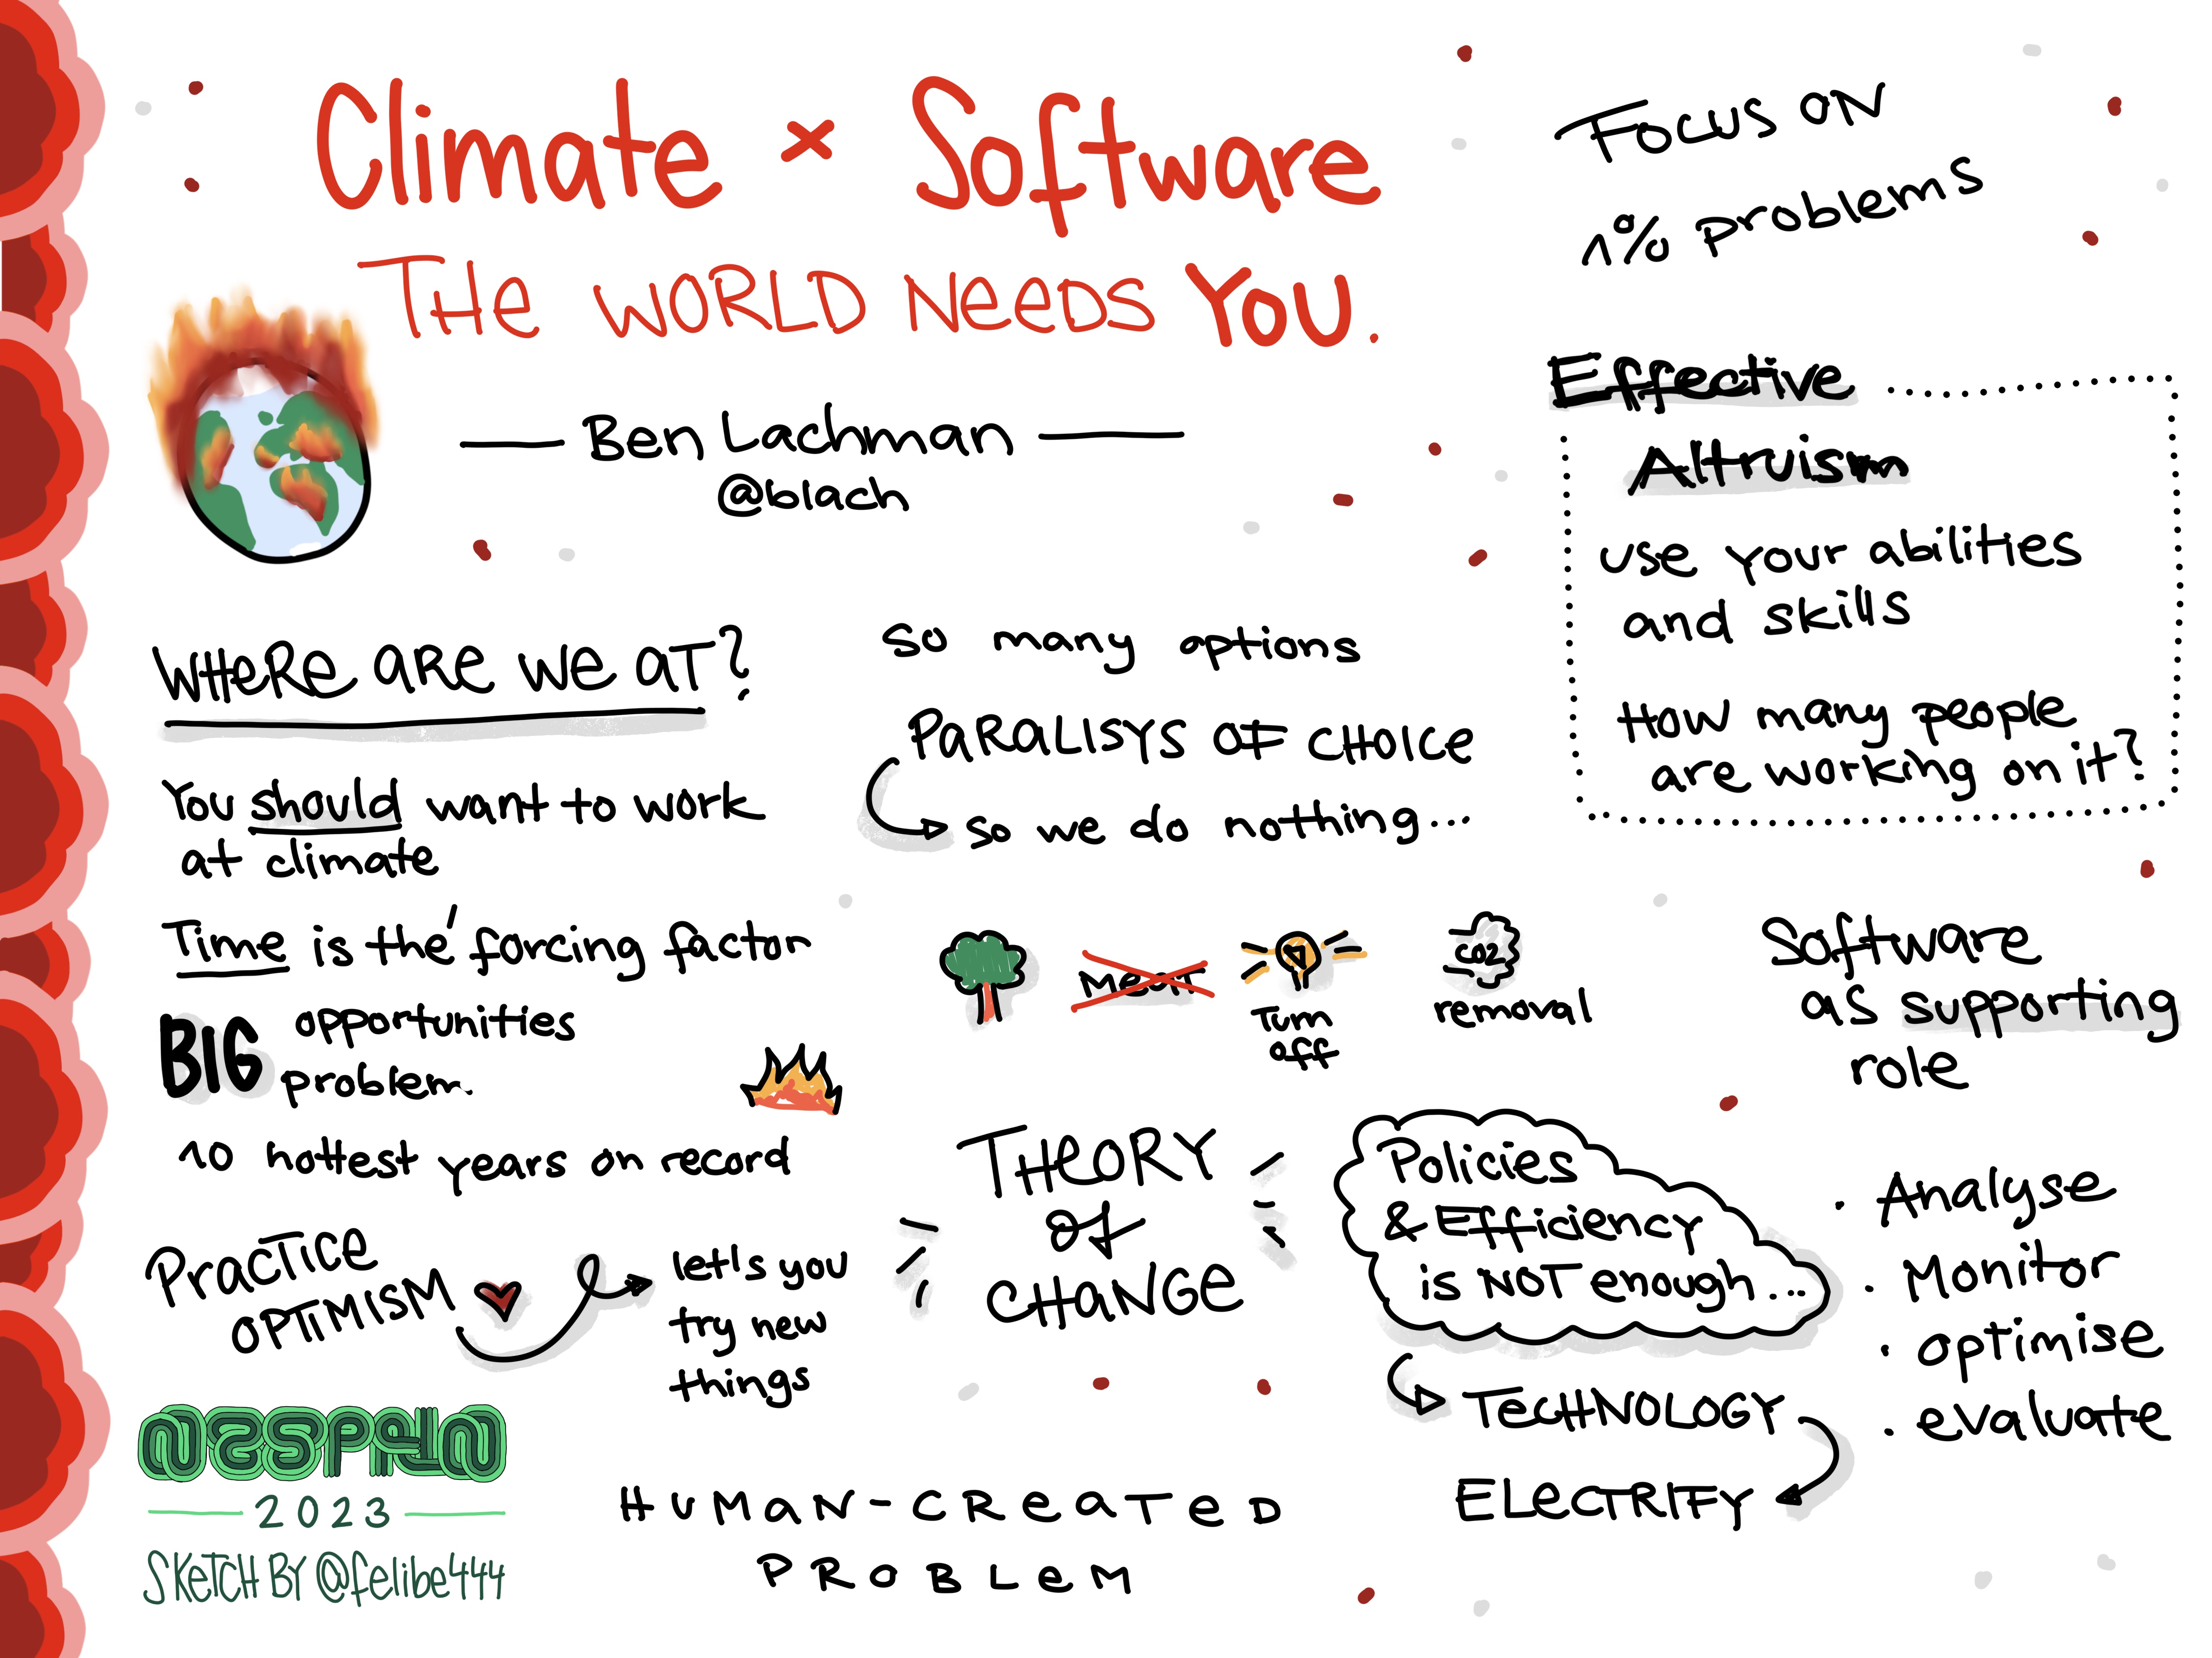 Climate × Software
THE WORLD NEEDS YOU.
Ben Lachman
@blach
WHERE ARE WE AT?
You should want to work
at climate
Time is the' forcing factor
BIG opportunities
problem.
10 hottest years on record
PRACTICE
OPTIMISM
let's you
try new
things
So many options
PARALISYS OF CHOICE
so we do nothing...
MEAT
Turn
off
CO2
removal
THEORY
OF
CHANGE
Policies
& Efficiency
is NOT enough...
TECHNOLOGY
ELECTRIFY
HUMAN-CREATED
PROBLEM
FOCUS ON
1% problems
Effective
Altruism
use your abilities
and skills
How many people
are working on it?
Software
as supporting
role
· Analyse
· Monitor
· optimise
· evaluate
NSSpain
2023
SKETCH BY @felibe444